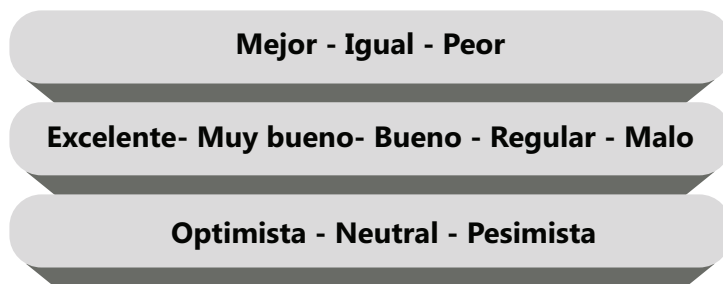 Mejor - Igual - Peor
Excelente- Muy bueno- Bueno - Regular - Malo
Optimista - Neutral - Pesimista